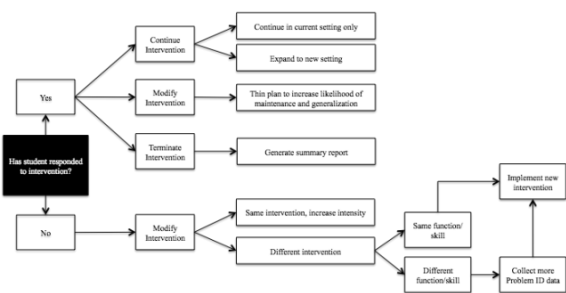 Continue in current setting only
Continue
Intervention
Expand to new setting
Yes
Modify
Intervention
Thin plan to increase likelihood of
maintenance and generalization
Terminate
Intervention
Generate summary report
Has student responded
to intervention?
No
Modify
Intervention
Same intervention, increase intensity
Different intervention
Same function/
skill
Implement new
intervention
Different
function/skill
Collect more
Problem ID data